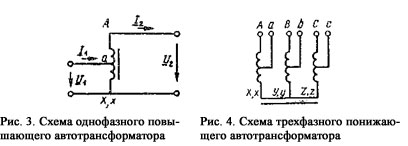 A
I₂
I₁
a
U₁
U₂
X, x
A a B b C c
X,x
Y,y
Z,z
Рис. 3. Схема однофазного повы-
шающего автотрансформатора
Рис. 4. Схема трехфазного понижаю-
щего автотрансформатора